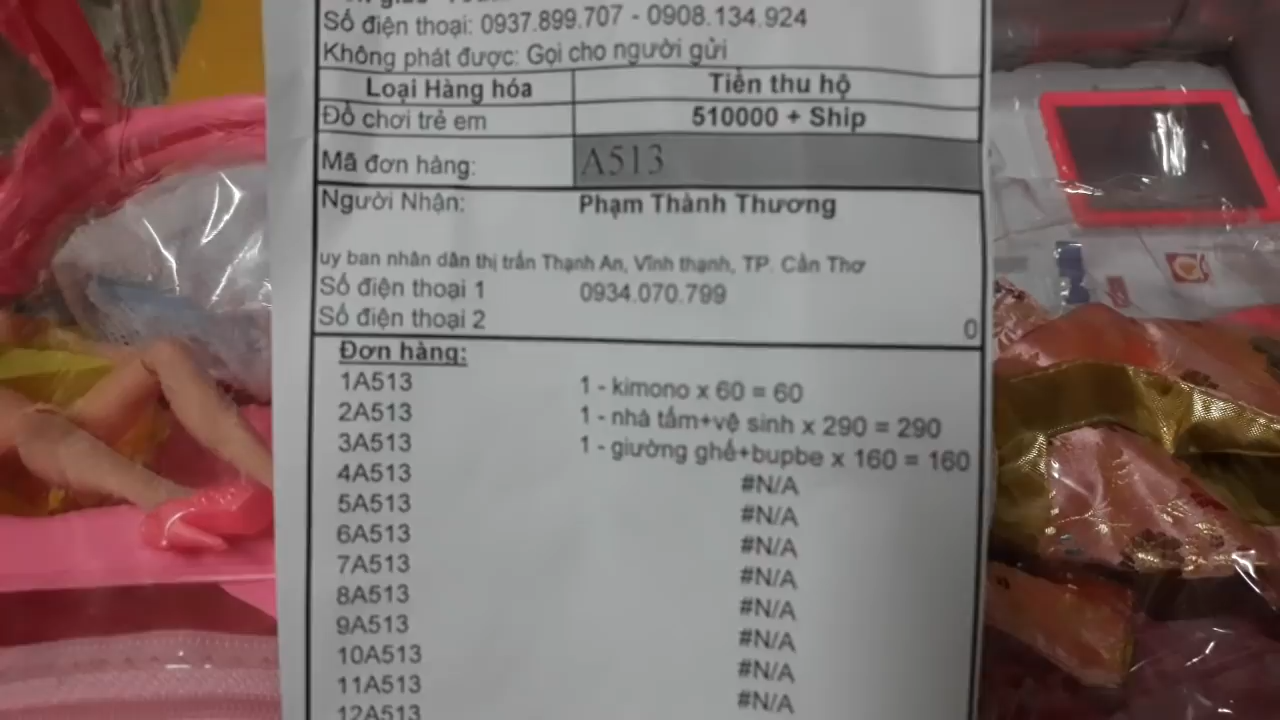 Số điện thoại: 0937.899.707 - 0908.134.924
Không phát được: Gọi cho người gửi
Loại Hàng hóa Tiền thu hộ
Đồ chơi trẻ em 510000 + Ship
Mã đơn hàng: A513
Người Nhận: Phạm Thành Thương
uy ban nhân dân thị trấn Thạnh An, Vĩnh thạnh, TP. Cần Thơ
Số điện thoại 1 0934.070.799
Số điện thoại 2 0
Đơn hàng:
1A513 1 - kimono x 60 = 60
2A513 1 - nhà tắm+vệ sinh x 290 = 290
3A513 1 - giường ghế+bupbe x 160 = 160
4A513 #N/A
5A513 #N/A
6A513 #N/A
7A513 #N/A
8A513 #N/A
9A513 #N/A
10A513 #N/A
11A513 #N/A
12A513